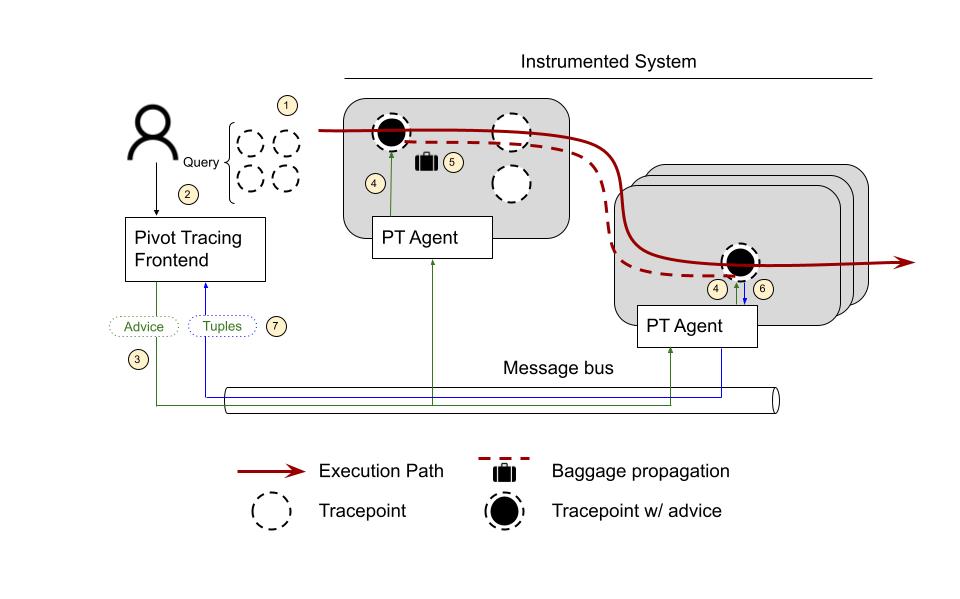 Instrumented System
1
Query
2
4
5
PT Agent
Pivot Tracing
Frontend
4
6
PT Agent
Advice
Tuples
7
3
Message bus
Execution Path
Baggage propagation
Tracepoint
Tracepoint w/ advice